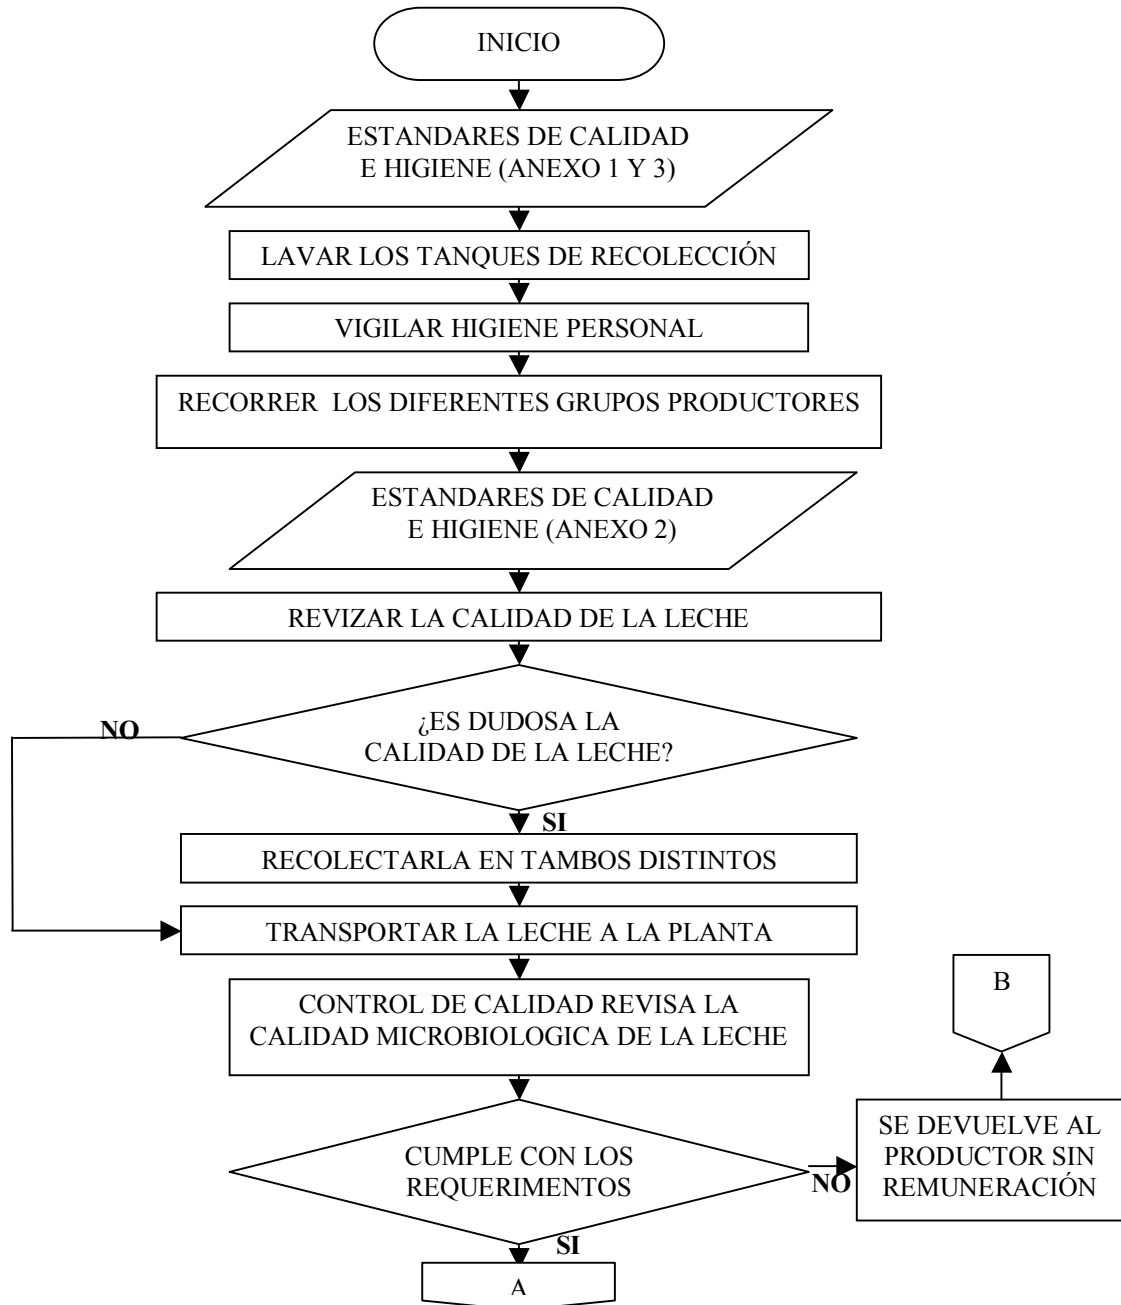 INICIO
ESTANDARES DE CALIDAD
E HIGIENE (ANEXO 1 Y 3)
LAVAR LOS TANQUES DE RECOLECCIÓN
VIGILAR HIGIENE PERSONAL
RECORRER LOS DIFERENTES GRUPOS PRODUCTORES
ESTANDARES DE CALIDAD
E HIGIENE (ANEXO 2)
REVIZAR LA CALIDAD DE LA LECHE
NO
¿ES DUDOSA LA
CALIDAD DE LA LECHE?
SI
RECOLECTARLA EN TAMBOS DISTINTOS
TRANSPORTAR LA LECHE A LA PLANTA
CONTROL DE CALIDAD REVISA LA
CALIDAD MICROBIOLOGICA DE LA LECHE
CUMPLE CON LOS
REQUERIMENTOS
NO
SE DEVUELVE AL
PRODUCTOR SIN
REMUNERACIÓN
B
SI
A